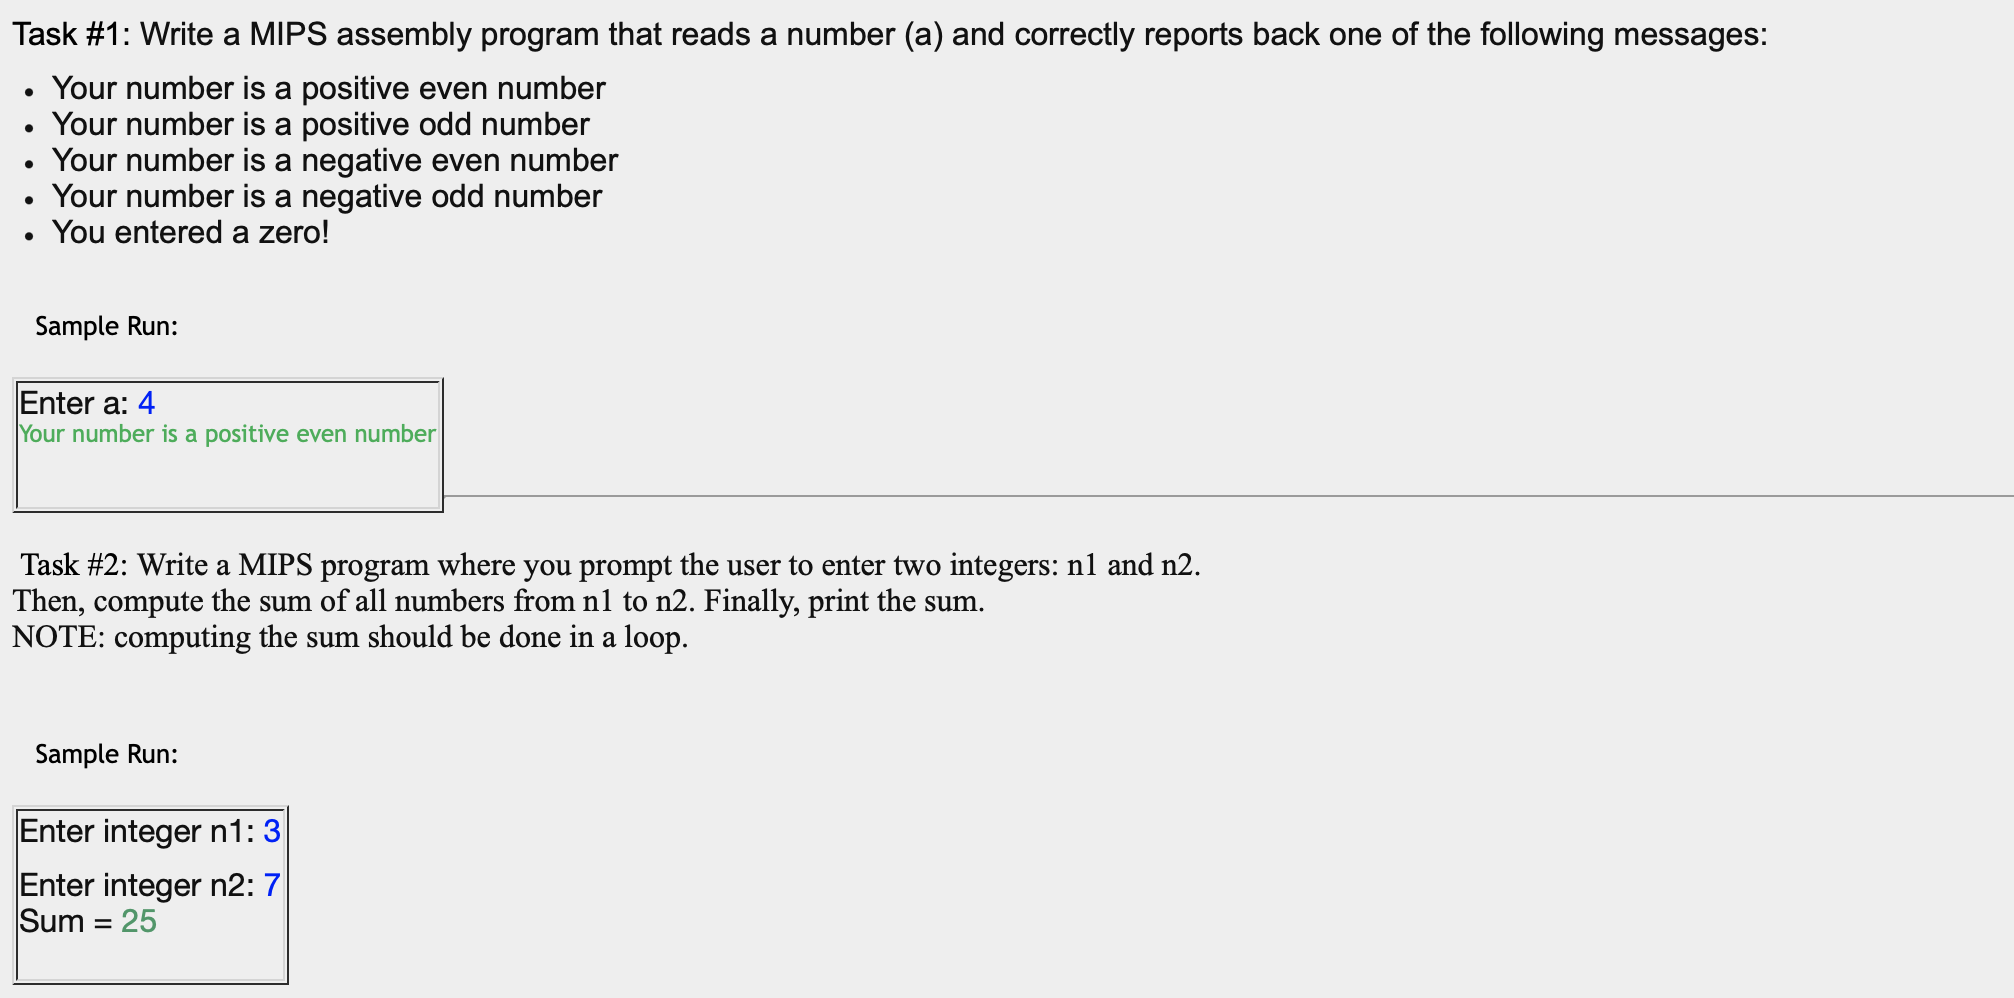 Task #1: Write a MIPS assembly program that reads a number (a) and correctly reports back one of the following messages:
• Your number is a positive even number
• Your number is a positive odd number
• Your number is a negative even number
• Your number is a negative odd number
• You entered a zero!
Sample Run:
Enter a: 4
Your number is a positive even number
Task #2: Write a MIPS program where you prompt the user to enter two integers: n1 and n2.
Then, compute the sum of all numbers from n1 to n2. Finally, print the sum.
NOTE: computing the sum should be done in a loop.
Sample Run:
Enter integer n1: 3
Enter integer n2: 7
Sum = 25